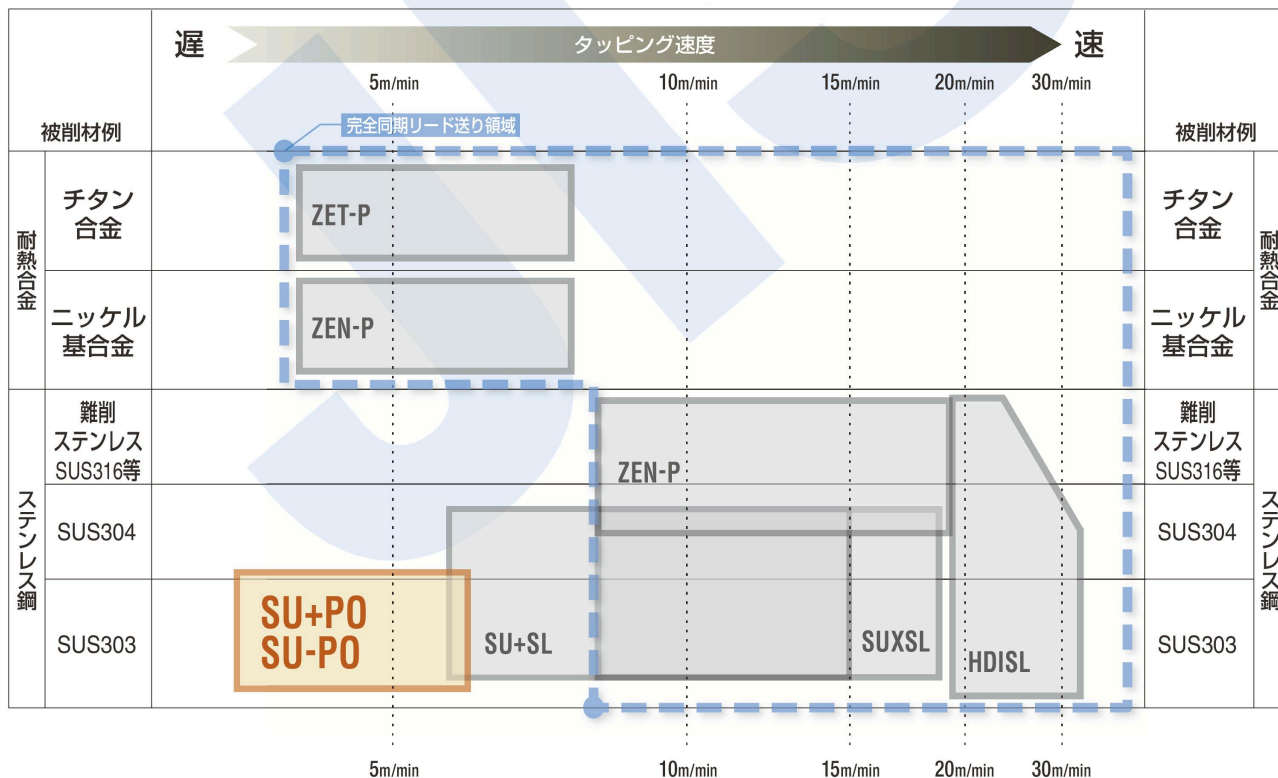 遅
タッピング速度
速
5m/min
10m/min
15m/min
20m/min
30m/min
完全同期リード送り領域
被削材例
被削材例
耐熱合金
チタン
合金
ZET-P
チタン
合金
耐熱合金
ニッケル
基合金
ZEN-P
ニッケル
基合金
ステンレス鋼
難削
ステンレス
SUS316等
ZEN-P
難削
ステンレス
SUS316等
ステンレス鋼
SUS304
SUS304
SUS303
SU+PO
SU-PO
SU+SL
SUXSL
HDISL
SUS303
5m/min
10m/min
15m/min
20m/min
30m/min